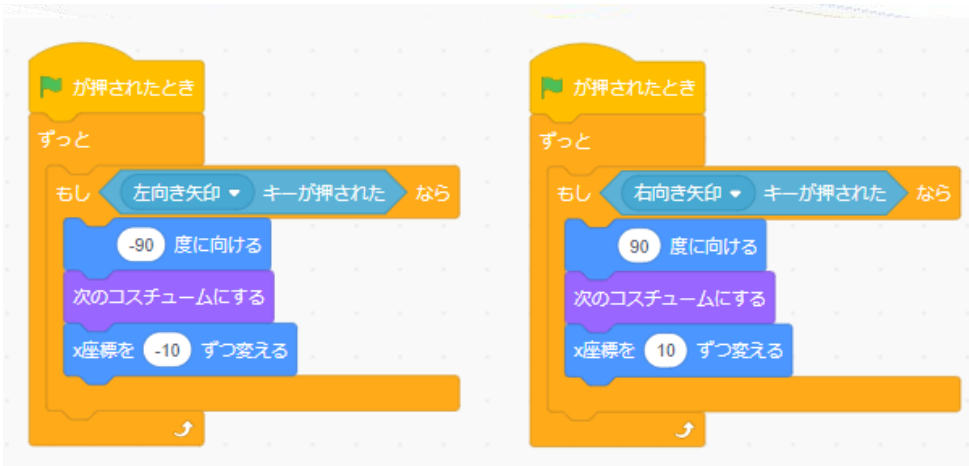 が押されたとき
ずっと
もし 左向き矢印 キーが押された なら
-90 度に向ける
次のコスチュームにする
x座標を -10 ずつ変える
が押されたとき
ずっと
もし 右向き矢印 キーが押された なら
90 度に向ける
次のコスチュームにする
x座標を 10 ずつ変える